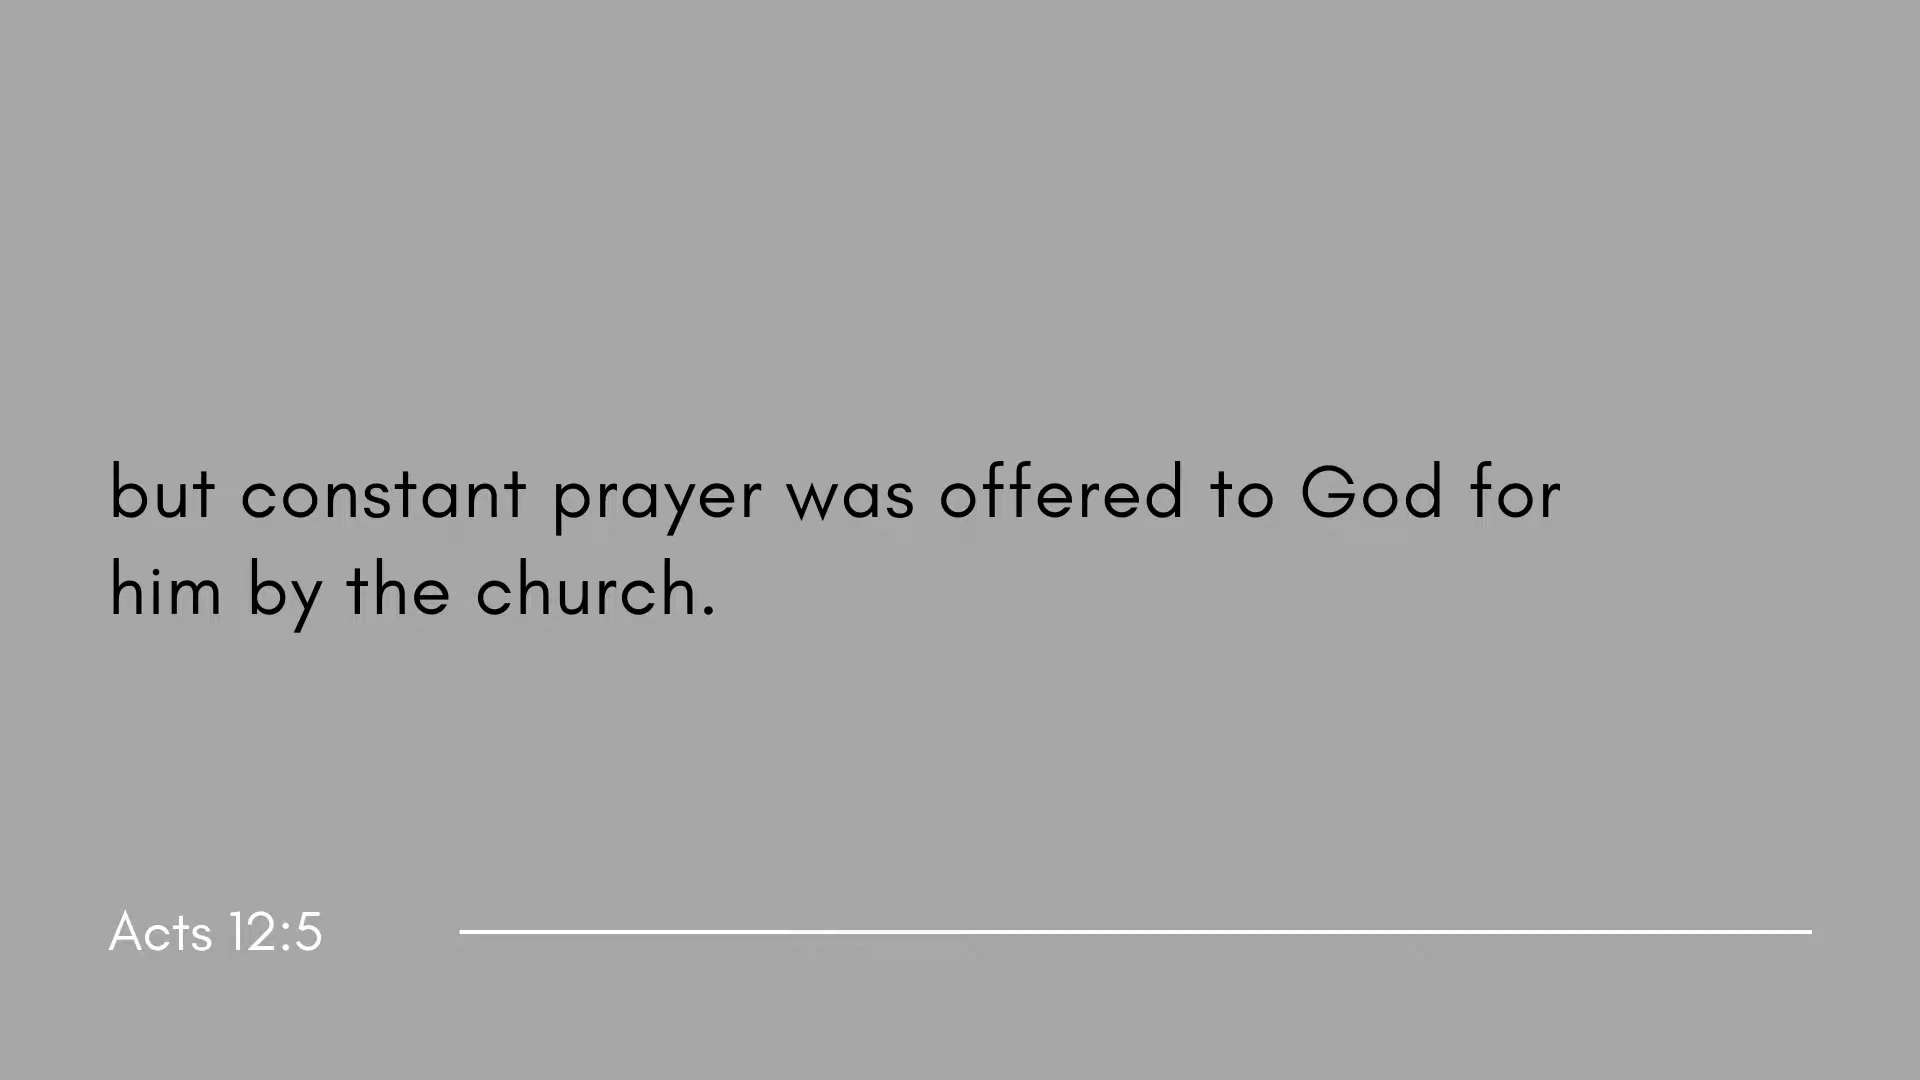 but constant prayer was offered to God for
him by the church.
Acts 12:5